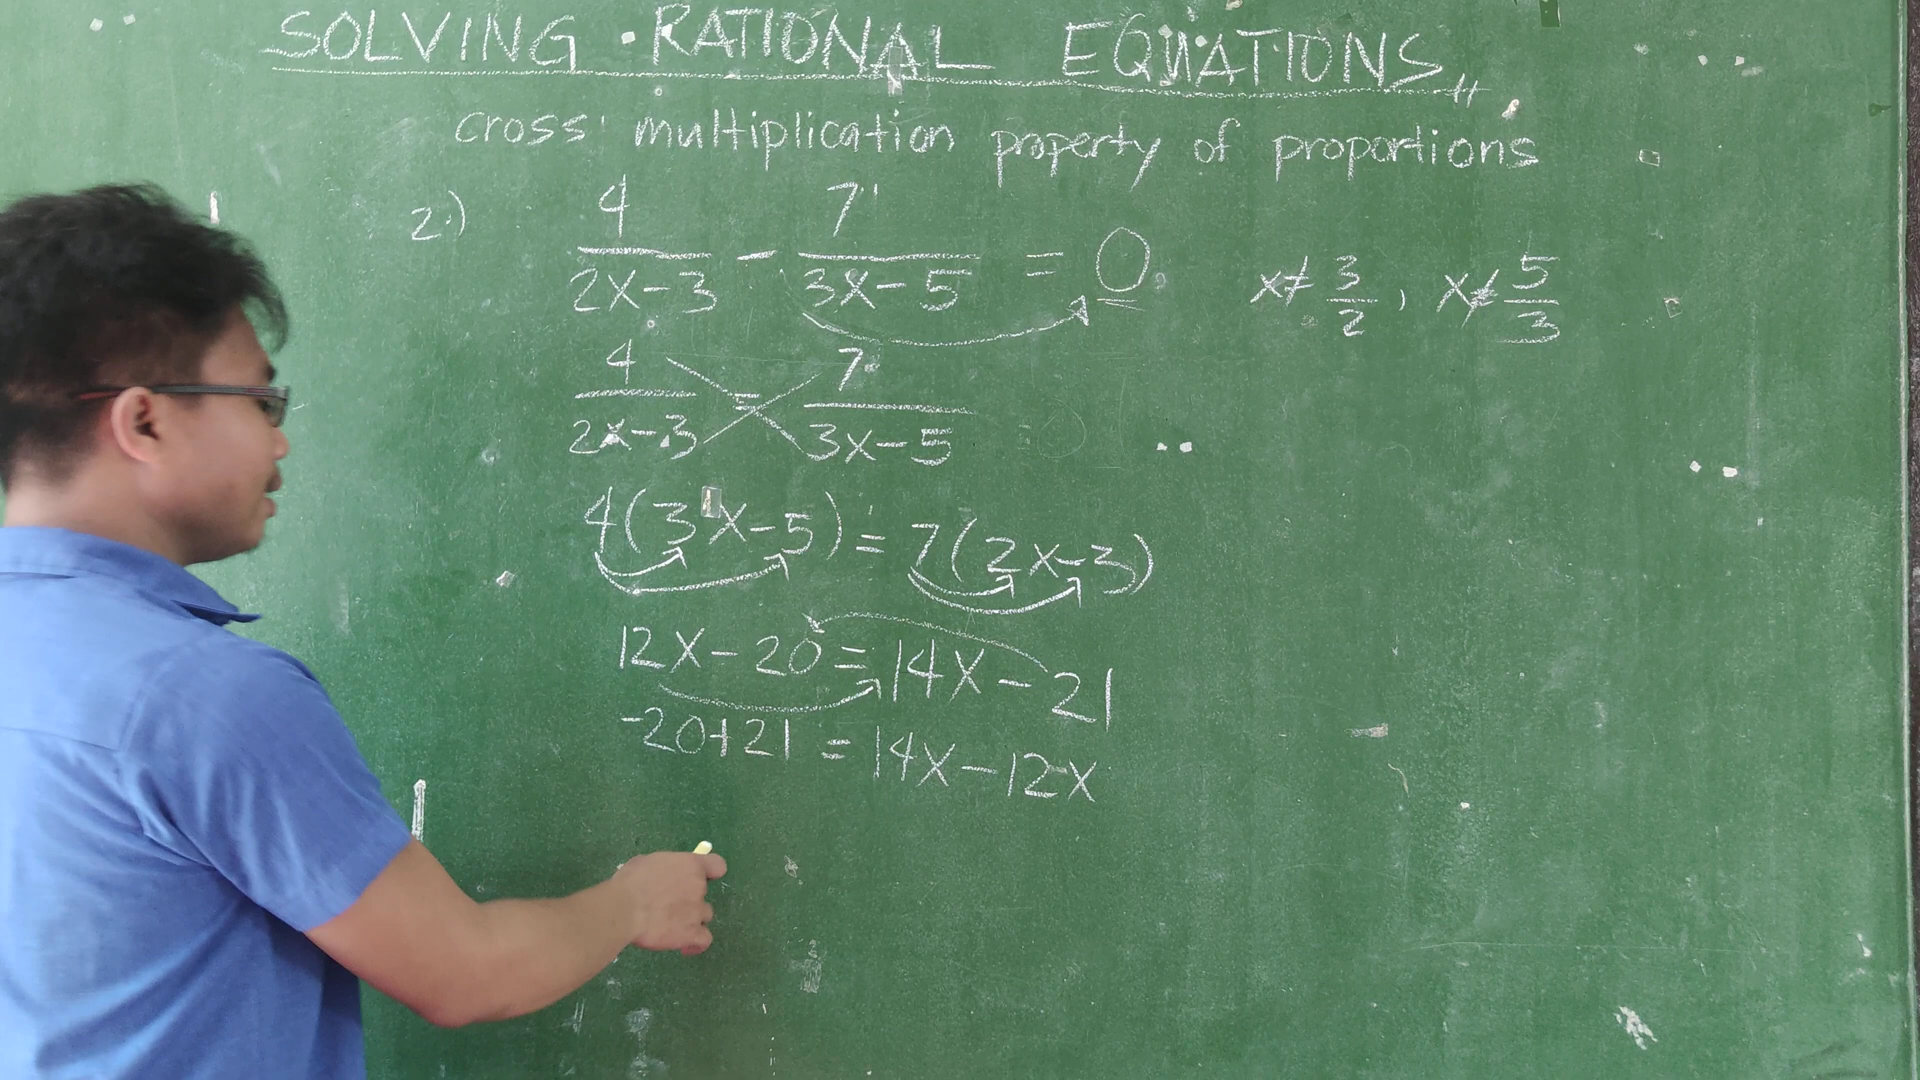 SOLVING RATIONAL EQUATIONS
cross multiplication property of proportions
2.) 4/(2x-3) - 7/(3x-5) = 0 x≠3/2, x≠5/3
4/(2x-3) = 7/(3x-5)
4(3x-5) = 7(2x-3)
12x-20 = 14x-21
-20+21 = 14x-12x